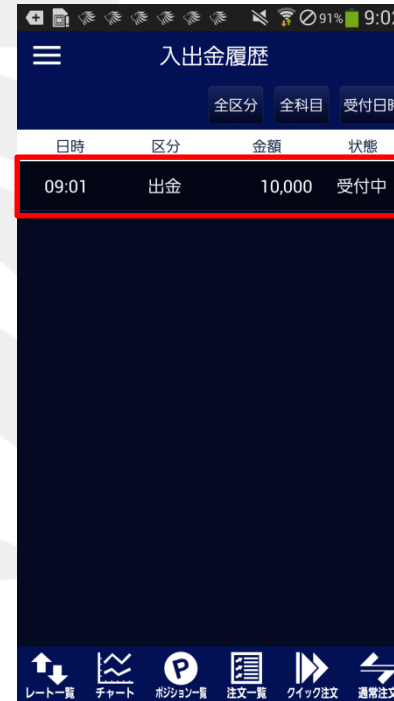 91% 9:02
入出金履歴
全区分 全科目 受付日時
日時 区分 金額 状態
09:01 出金 10,000 受付中
レート一覧 チャート ポジション一覧 注文一覧 クイック注文 通常注文